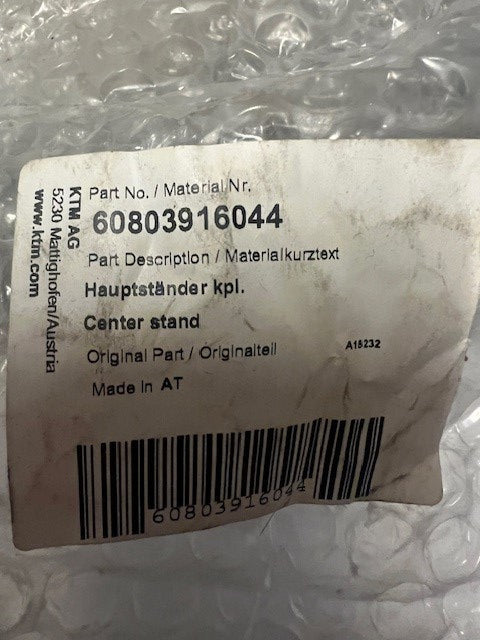 KTM AG
5230 Mattighofen/Austria
www.ktm.com
Part No. / Material Nr.
60803916044
Part Description / Materialkurztext
Hauptständer kpl.
Center stand
Original Part / Originalteil
A18232
Made in AT
60803916044